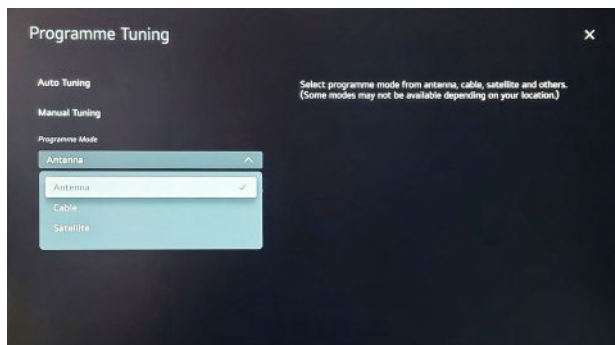 Programme Tuning
Auto Tuning
Manual Tuning
Programme Mode
Antenna
Antenna
Cable
Satellite
Select programme mode from antenna, cable, satellite and others.
(Some modes may not be available depending on your location.)